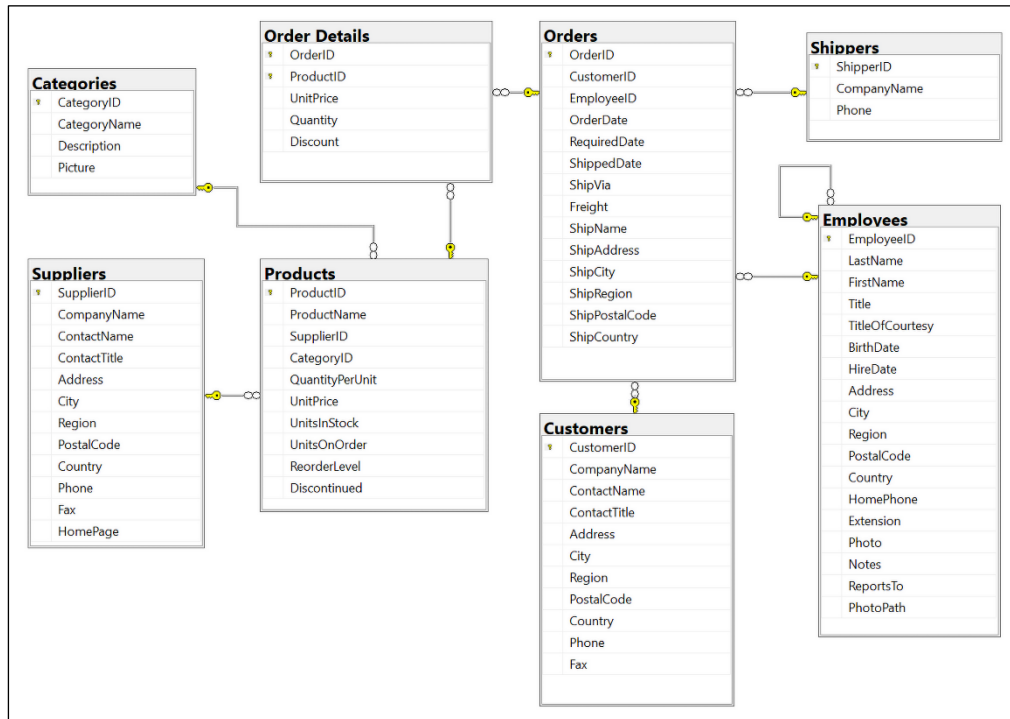 Categories
CategoryID
CategoryName
Description
Picture
Order Details
OrderID
ProductID
UnitPrice
Quantity
Discount
Orders
OrderID
CustomerID
EmployeeID
OrderDate
RequiredDate
ShippedDate
ShipVia
Freight
ShipName
ShipAddress
ShipCity
ShipRegion
ShipPostalCode
ShipCountry
Shippers
ShipperID
CompanyName
Phone
Suppliers
SupplierID
CompanyName
ContactName
ContactTitle
Address
City
Region
PostalCode
Country
Phone
Fax
HomePage
Products
ProductID
ProductName
SupplierID
CategoryID
QuantityPerUnit
UnitPrice
UnitsInStock
UnitsOnOrder
ReorderLevel
Discontinued
Customers
CustomerID
CompanyName
ContactName
ContactTitle
Address
City
Region
PostalCode
Country
Phone
Fax
Employees
EmployeeID
LastName
FirstName
Title
TitleOfCourtesy
BirthDate
HireDate
Address
City
Region
PostalCode
Country
HomePhone
Extension
Photo
Notes
ReportsTo
PhotoPath